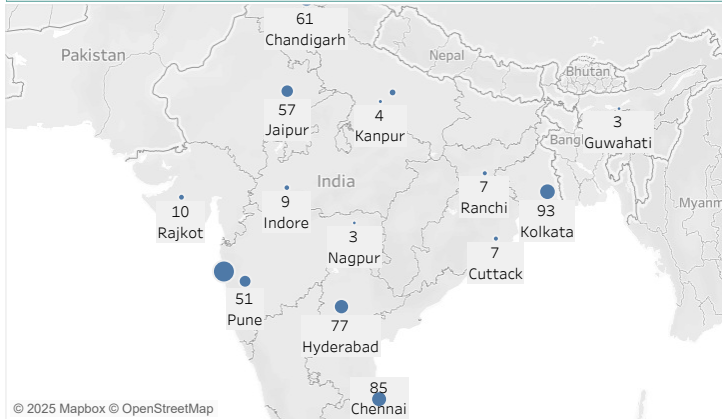 61
Chandigarh
Pakistan
Nepal
Bhutan
57
Jaipur
4
Kanpur
3
Guwahati
Bangl
India
9
Indore
7
Ranchi
10
Rajkot
93
Kolkata
Myanm
3
Nagpur
7
Cuttack
51
Pune
77
Hyderabad
85
Chennai
© 2025 Mapbox © OpenStreetMap